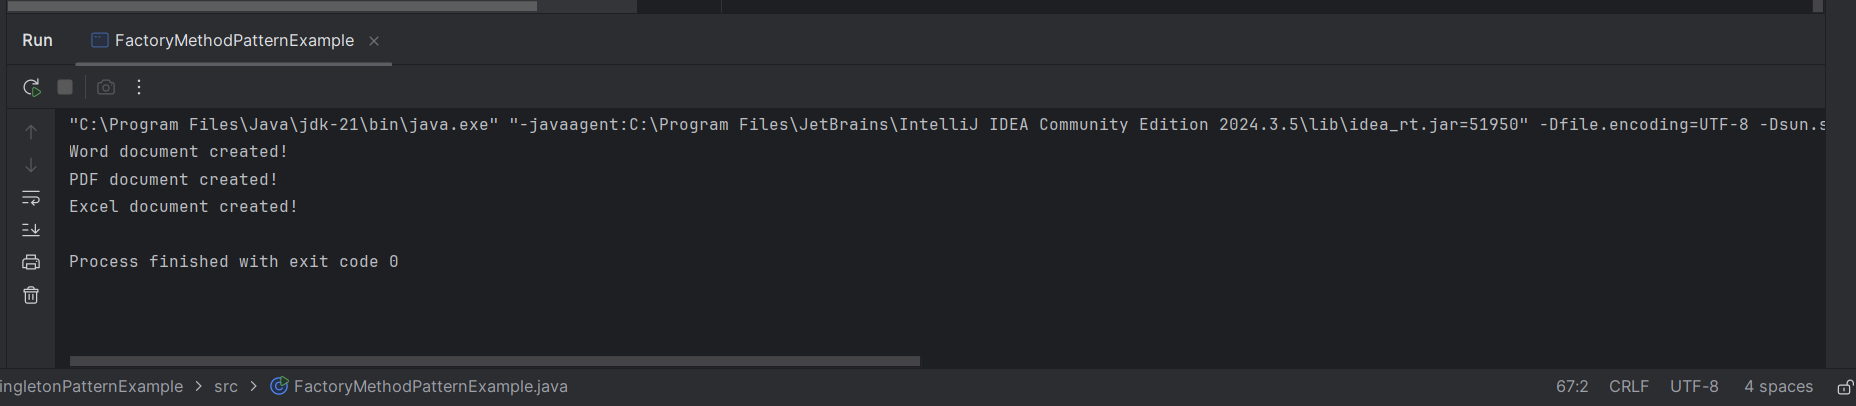 Run FactoryMethodPatternExample
"C:\Program Files\Java\jdk-21\bin\java.exe" "-javaagent:C:\Program Files\JetBrains\IntelliJ IDEA Community Edition 2024.3.5\lib\idea_rt.jar=51950" -Dfile.encoding=UTF-8 -Dsun.s
Word document created!
PDF document created!
Excel document created!
Process finished with exit code 0
ingletonPatternExample > src > FactoryMethodPatternExample.java 67:2 CRLF UTF-8 4 spaces